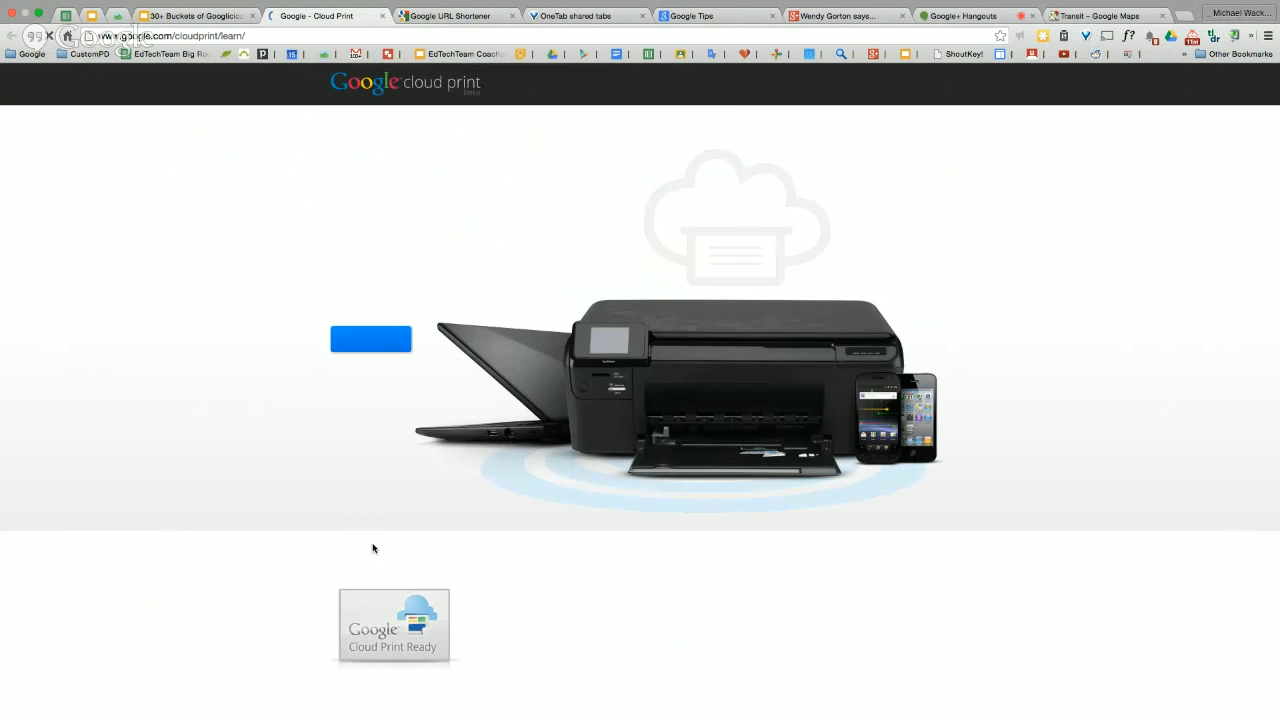 30+ Buckets of Googliciou
Google - Cloud Print
Google URL Shortener
OneTab shared tabs
Google Tips
Wendy Gorton says...
Google+ Hangouts
Transit – Google Maps
Michael Wack...
www.google.com/cloudprint/learn/
Google
CustomPD
EdTechTeam Big Ro
EdTechTeam Coach
ShoutKey!
Other Bookmarks
Google cloud print
beta
Google
Cloud Print Ready